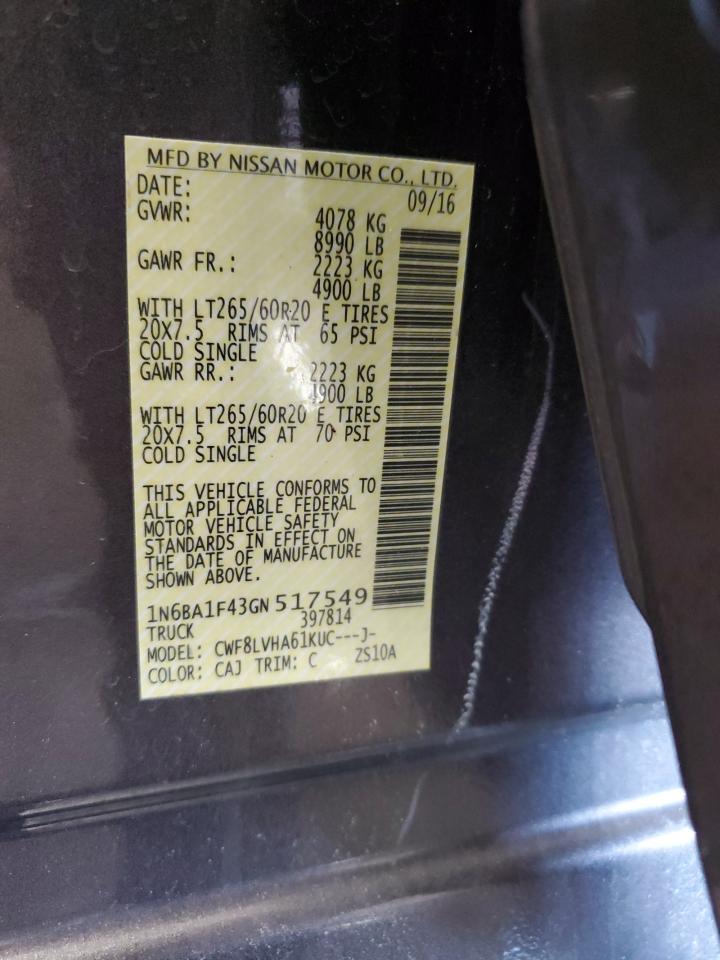 MFD BY NISSAN MOTOR CO., LTD.
DATE: 09/16
GVWR: 4078 KG
8990 LB
GAWR FR.: 2223 KG
4900 LB
WITH LT265/60R20 E TIRES
20X7.5 RIMS AT 65 PSI
COLD SINGLE
GAWR RR.: 2223 KG
4900 LB
WITH LT265/60R20 E TIRES
20X7.5 RIMS AT 70 PSI
COLD SINGLE
THIS VEHICLE CONFORMS TO
ALL APPLICABLE FEDERAL
MOTOR VEHICLE SAFETY
STANDARDS IN EFFECT ON
THE DATE OF MANUFACTURE
SHOWN ABOVE.
1N6BA1F43GN517549
TRUCK 397814
MODEL: CWF8LVHA61KUC---J-
COLOR: CAJ TRIM: C ZS10A